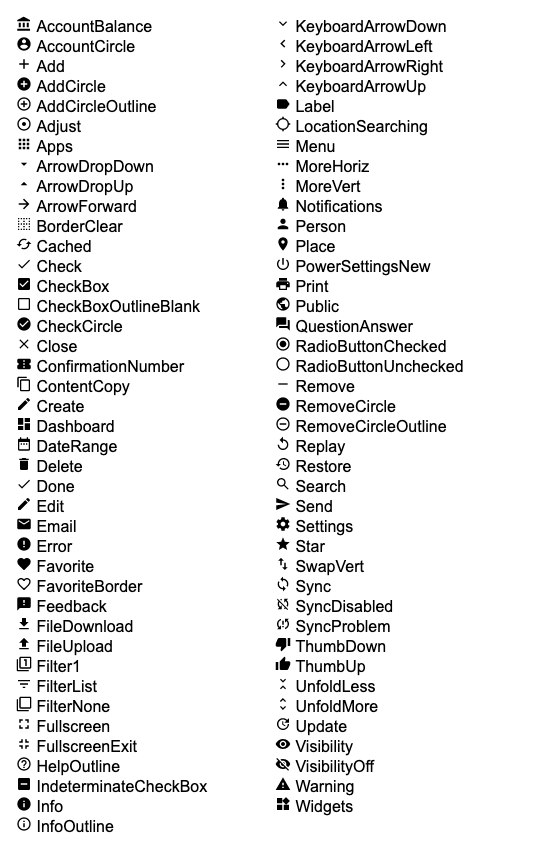 AccountBalance
AccountCircle
Add
AddCircle
AddCircleOutline
Adjust
Apps
ArrowDropDown
ArrowDropUp
ArrowForward
BorderClear
Cached
Check
CheckBox
CheckBoxOutlineBlank
CheckCircle
Close
ConfirmationNumber
ContentCopy
Create
Dashboard
DateRange
Delete
Done
Edit
Email
Error
Favorite
FavoriteBorder
Feedback
FileDownload
FileUpload
Filter1
FilterList
FilterNone
Fullscreen
FullscreenExit
HelpOutline
IndeterminateCheckBox
Info
InfoOutline
KeyboardArrowDown
KeyboardArrowLeft
KeyboardArrowRight
KeyboardArrowUp
Label
LocationSearching
Menu
MoreHoriz
MoreVert
Notifications
Person
Place
PowerSettingsNew
Print
Public
QuestionAnswer
RadioButtonChecked
RadioButtonUnchecked
Remove
RemoveCircle
RemoveCircleOutline
Replay
Restore
Search
Send
Settings
Star
SwapVert
Sync
SyncDisabled
SyncProblem
ThumbDown
ThumbUp
UnfoldLess
UnfoldMore
Update
Visibility
VisibilityOff
Warning
Widgets